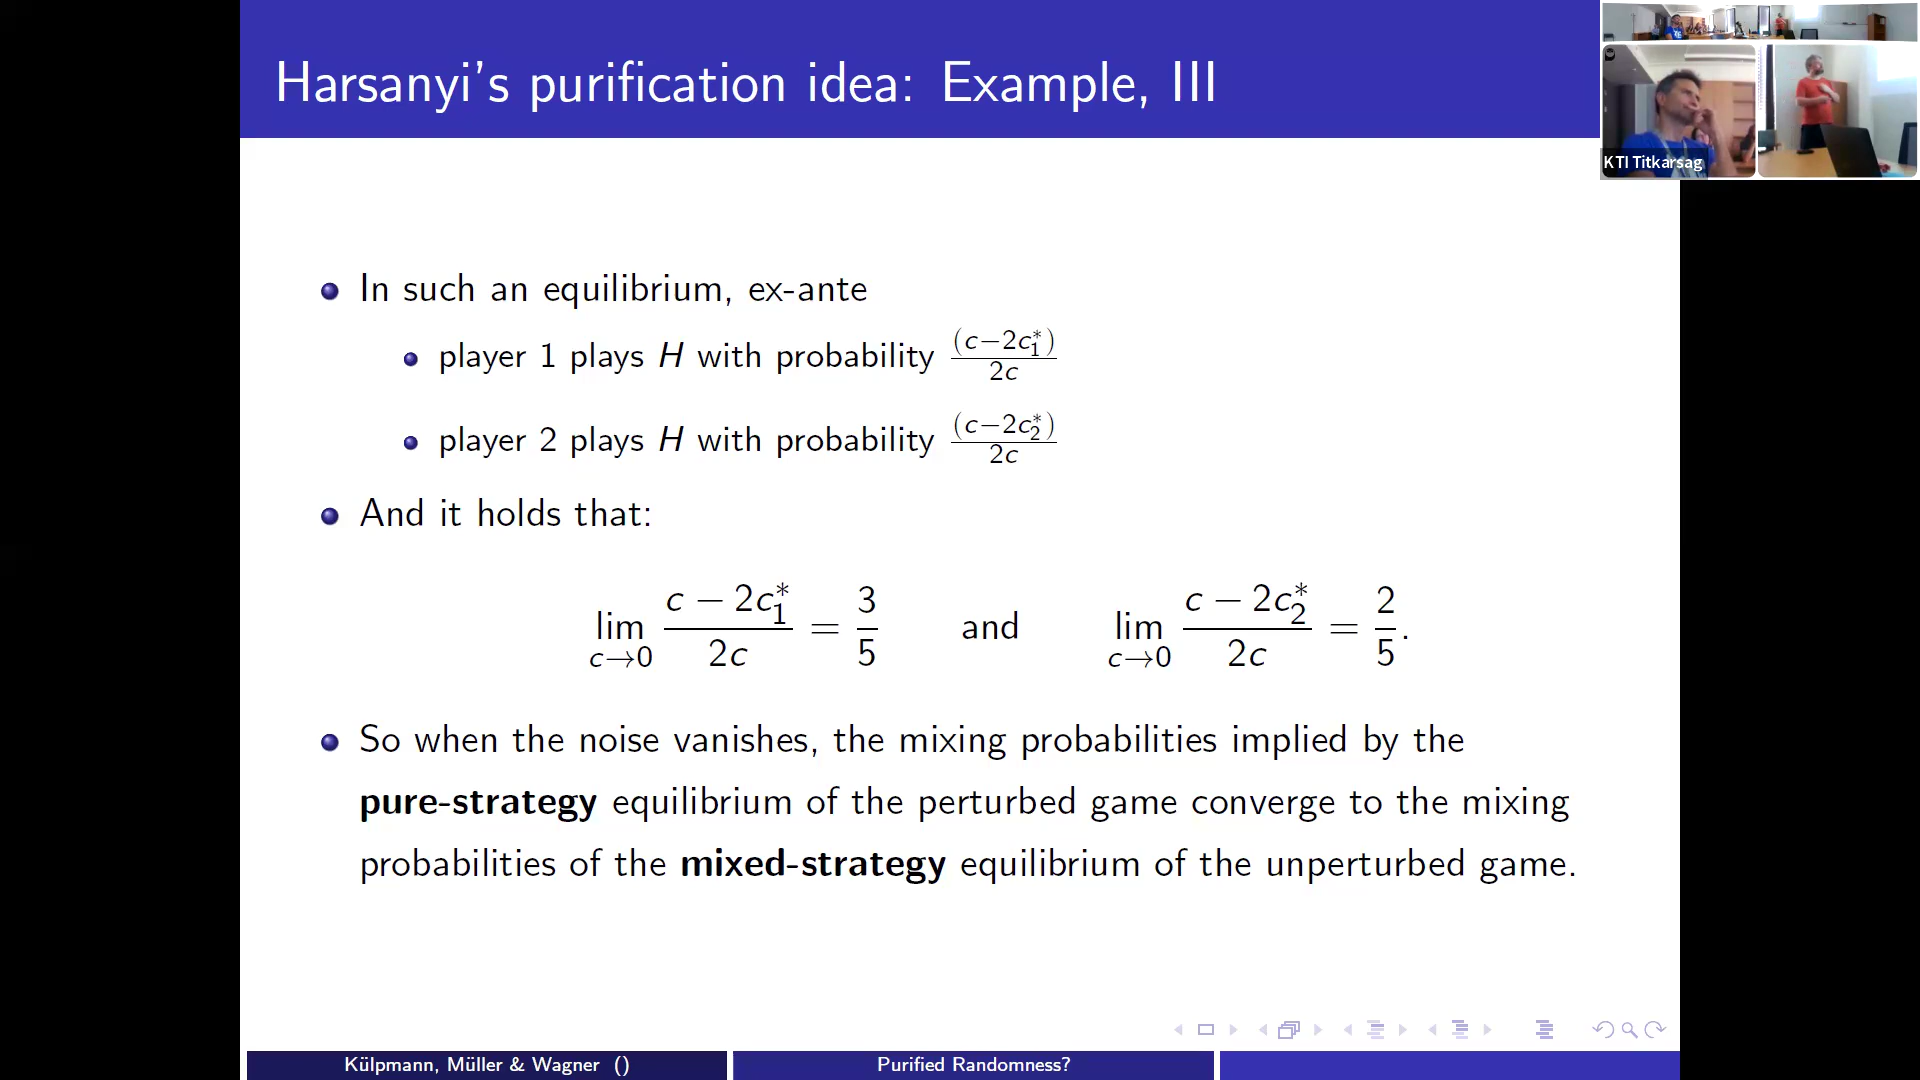 Harsanyi's purification idea: Example, III
KTI Titkarsag
In such an equilibrium, ex-ante
player 1 plays H with probability (c−2c₁*)/2c
player 2 plays H with probability (c−2c₂*)/2c
And it holds that:
lim c→0 (c − 2c₁*)/2c = 3/5 and lim c→0 (c − 2c₂*)/2c = 2/5.
So when the noise vanishes, the mixing probabilities implied by the
pure-strategy equilibrium of the perturbed game converge to the mixing
probabilities of the mixed-strategy equilibrium of the unperturbed game.
Külpmann, Müller & Wagner ()
Purified Randomness?